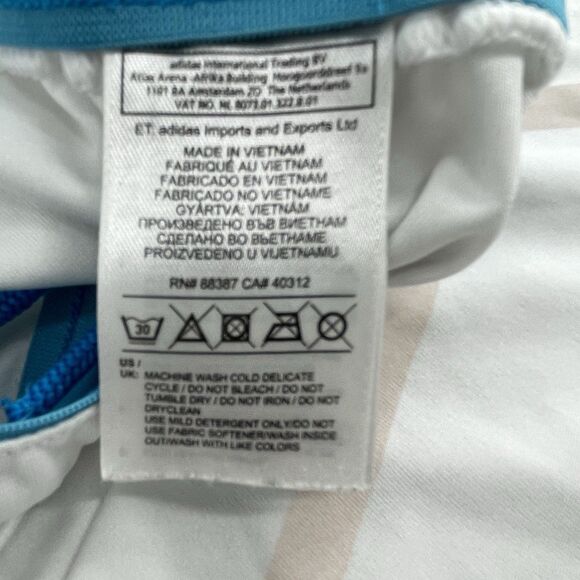 adidas International Trading BV
Atlas Arena -Afrika Building Hoogoorddreef 9a
1101 BA Amsterdam ZO The Netherlands
VAT NO. NL 8073.01.322.B.01
ET: adidas Imports and Exports Ltd
MADE IN VIETNAM
FABRIQUÉ AU VIETNAM
FABRICADO EN VIETNAM
FABRICADO NO VIETNAME
GYÁRTVA: VIETNÁM
ПРОИЗВЕДЕНО ВЪВ ВИЕТНАМ
СДЕЛАНО ВО ВЬЕТНАМЕ
PROIZVEDENO U VIJETNAMU
RN# 88387 CA# 40312
30
US /
UK: MACHINE WASH COLD DELICATE
CYCLE / DO NOT BLEACH / DO NOT
TUMBLE DRY / DO NOT IRON / DO NOT
DRYCLEAN
USE MILD DETERGENT ONLY/DO NOT
USE FABRIC SOFTENER/WASH INSIDE
OUT/WASH WITH LIKE COLORS